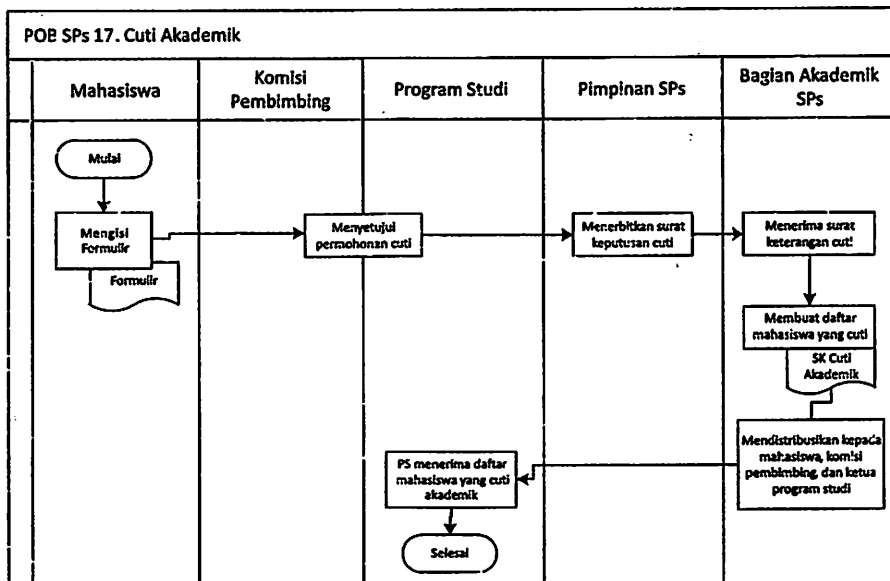 POB SPs 17. Cuti Akademik
Mahasiswa
Komisi
Pembimbing
Program Studi
Pimpinan SPs
Bagian Akademik
SPs
Mulai
Mengisi
Formulir
Formulir
Menyetujui
permohonan cuti
Menerbitkan surat
keputusan cuti
Menerima surat
keterangan cuti
Membuat daftar
mahasiswa yang cuti
SK Cuti
Akademik
Mendistribusikan kepada
mahasiswa, komisi
pembimbing, dan ketua
program studi
PS menerima daftar
mahasiswa yang cuti
akademik
Selesai